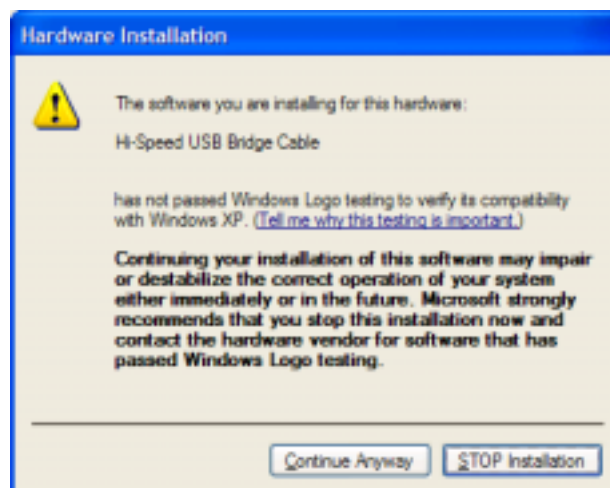 Hardware Installation
The software you are installing for this hardware:
Hi-Speed USB Bridge Cable
has not passed Windows Logo testing to verify its compatibility
with Windows XP. (Tell me why this testing is important.)
Continuing your installation of this software may impair
or destabilize the correct operation of your system
either immediately or in the future. Microsoft strongly
recommends that you stop this installation now and
contact the hardware vendor for software that has
passed Windows Logo testing.
Continue Anyway STOP Installation